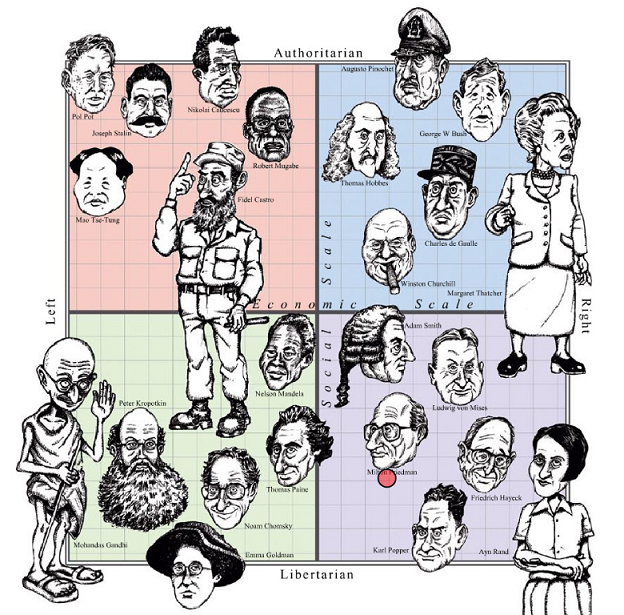 Authoritarian
Augusto Pinochet
Pol Pot
Joseph Stalin
Nikolai Caucescu
George W Bush
Robert Mugabe
Thomas Hobbes
Mao Tse-Tung
Fidel Castro
Charles de Gaulle
Winston Churchill
Margaret Thatcher
Left
Economic Scale
Social Scale
Right
Adam Smith
Nelson Mandela
Peter Kropotkin
Ludwig von Mises
Milton Friedman
Thomas Paine
Friedrich Hayeck
Noam Chomsky
Mohandas Gandhi
Emma Goldman
Karl Popper
Ayn Rand
Libertarian